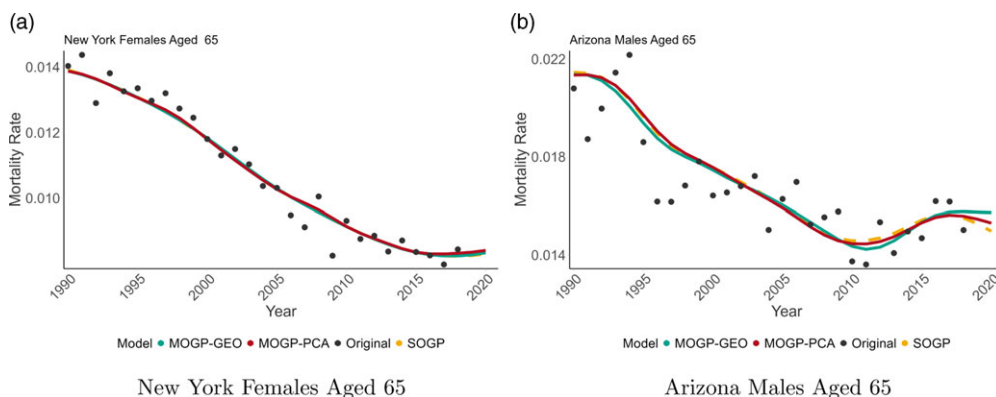 (a)
New York Females Aged 65
0.014
0.012
0.010
Mortality Rate
1990
1995
2000
2005
2010
2015
2020
Year
Model MOGP-GEO MOGP-PCA Original SOGP
New York Females Aged 65
(b)
Arizona Males Aged 65
0.022
0.018
0.014
Mortality Rate
1990
1995
2000
2005
2010
2015
2020
Year
Model MOGP-GEO MOGP-PCA Original SOGP
Arizona Males Aged 65